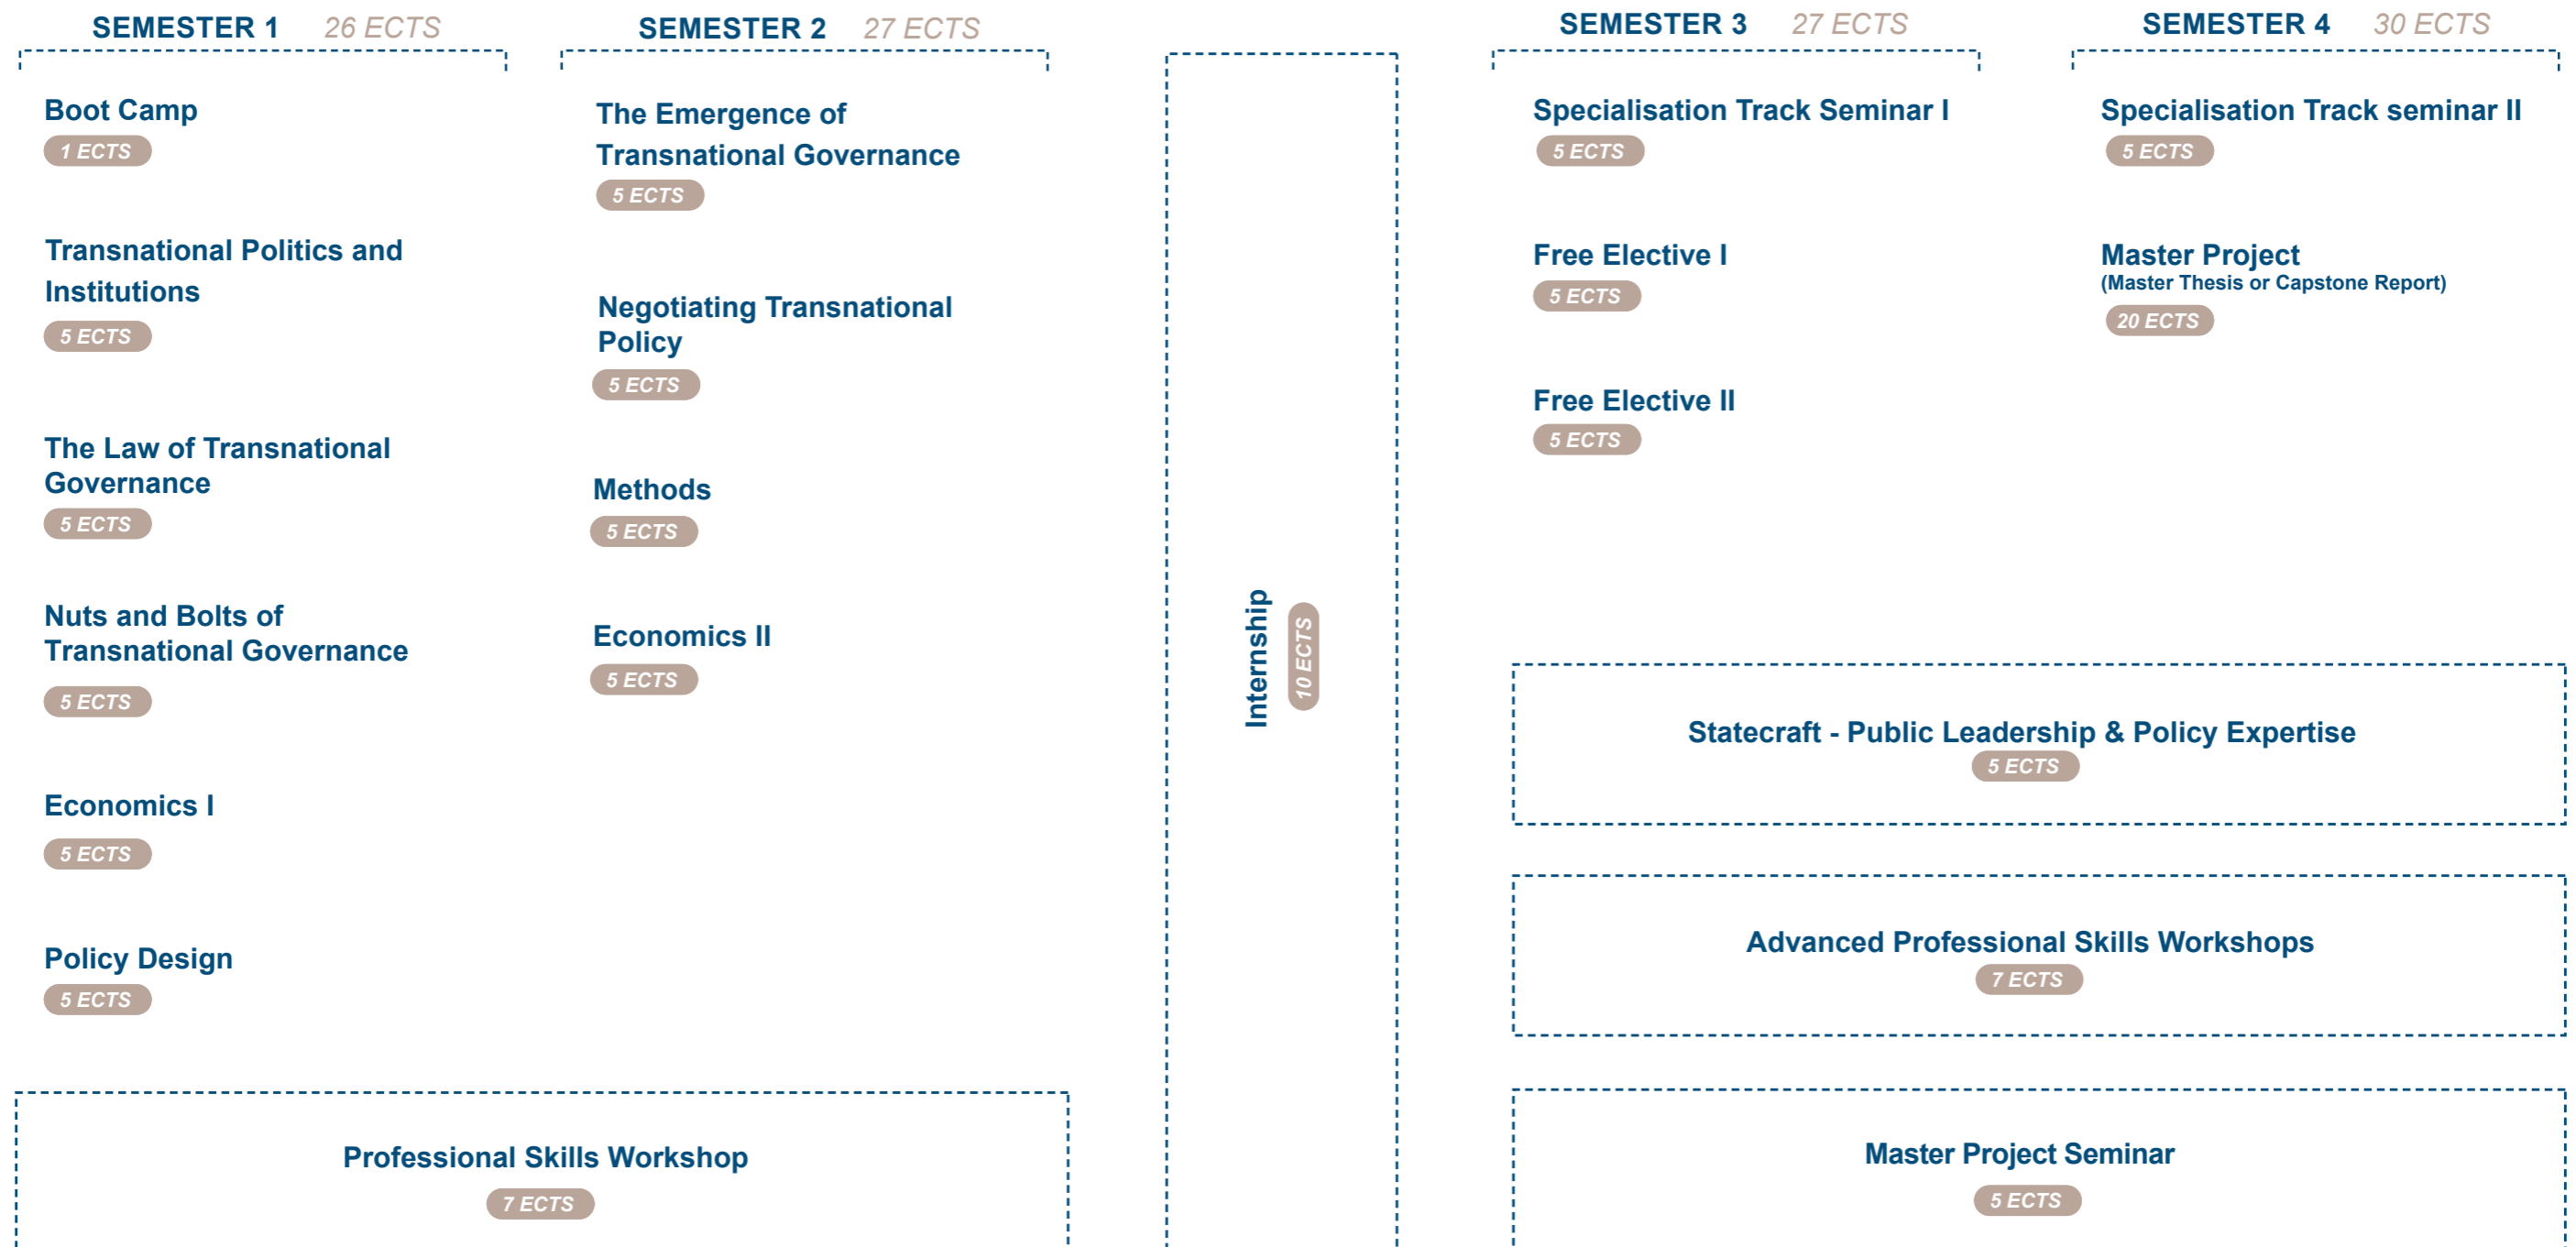 SEMESTER 1 26 ECTS
Boot Camp
1 ECTS
Transnational Politics and
Institutions
5 ECTS
The Law of Transnational
Governance
5 ECTS
Nuts and Bolts of
Transnational Governance
5 ECTS
Economics I
5 ECTS
Policy Design
5 ECTS
SEMESTER 2 27 ECTS
The Emergence of
Transnational Governance
5 ECTS
Negotiating Transnational
Policy
5 ECTS
Methods
5 ECTS
Economics II
5 ECTS
Professional Skills Workshop
7 ECTS
Internship
10 ECTS
SEMESTER 3 27 ECTS
Specialisation Track Seminar I
5 ECTS
Free Elective I
5 ECTS
Free Elective II
5 ECTS
SEMESTER 4 30 ECTS
Specialisation Track seminar II
5 ECTS
Master Project
(Master Thesis or Capstone Report)
20 ECTS
Statecraft - Public Leadership & Policy Expertise
5 ECTS
Advanced Professional Skills Workshops
7 ECTS
Master Project Seminar
5 ECTS